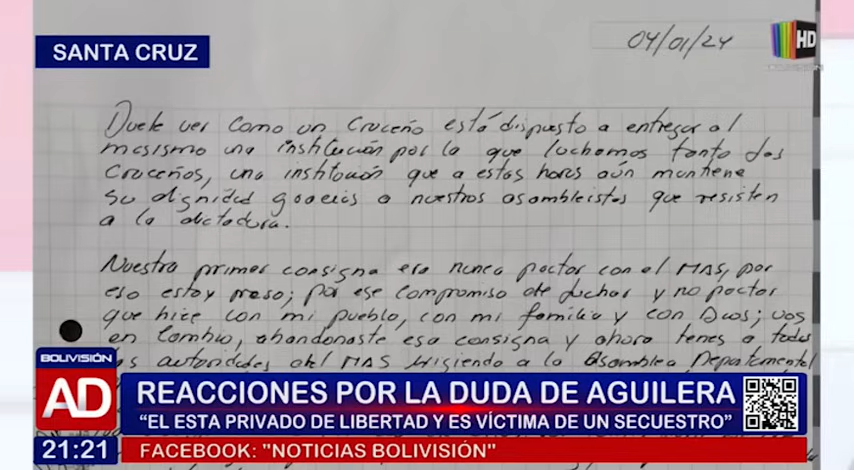 SANTA CRUZ
04/01/24
HD
BOLIVISIÓN
Duele ver como un Cruceño está dispuesto a entregar al
masismo una institución por la que luchamos tanto los
Cruceños, una institución que a estas horas aún mantiene
su dignidad gracias a nuestros asambleistas que resisten
a la dictadura.
Nuestra primer consigna era nunca pactar con el MAS, por
eso estoy preso; por ese compromiso de luchar y no pactar
que hice con mi pueblo, con mi familia y con Dios; vos
en Cambio, abandonaste esa consigna y ahora tenes a todas
las autoridades del MAS exigiendo a la Asamblea Departamental
BOLIVISIÓN
AD
REACCIONES POR LA DUDA DE AGUILERA
“EL ESTA PRIVADO DE LIBERTAD Y ES VÍCTIMA DE UN SECUESTRO”
21:21
FACEBOOK: "NOTICIAS BOLIVISIÓN"